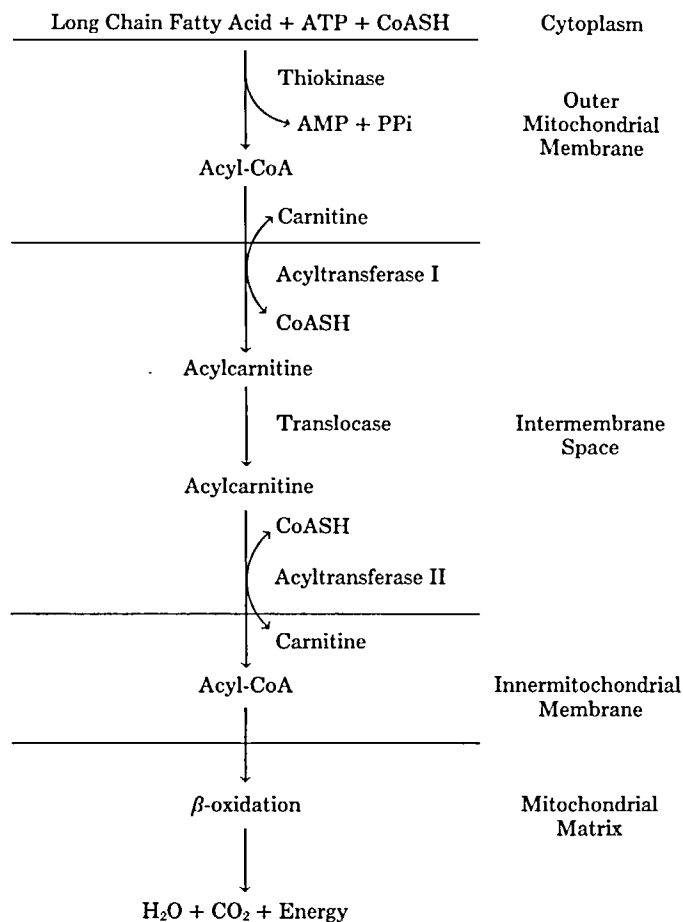 Long Chain Fatty Acid + ATP + CoASH
Cytoplasm
Thiokinase
AMP + PPi
Outer
Mitochondrial
Membrane
Acyl-CoA
Carnitine
Acyltransferase I
CoASH
Acylcarnitine
Translocase
Intermembrane
Space
Acylcarnitine
CoASH
Acyltransferase II
Carnitine
Acyl-CoA
Innermitochondrial
Membrane
β-oxidation
Mitochondrial
Matrix
H₂O + CO₂ + Energy